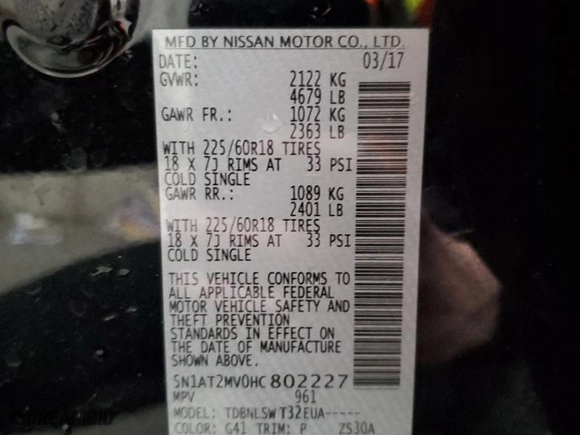 MFD BY NISSAN MOTOR CO., LTD.
DATE: 03/17
GVWR: 2122 KG
4679 LB
GAWR FR.: 1072 KG
2363 LB
WITH 225/60R18 TIRES
18 X 7J RIMS AT 33 PSI
COLD SINGLE
GAWR RR.: 1089 KG
2401 LB
WITH 225/60R18 TIRES
18 X 7J RIMS AT 33 PSI
COLD SINGLE
THIS VEHICLE CONFORMS TO
ALL APPLICABLE FEDERAL
MOTOR VEHICLE SAFETY AND
THEFT PREVENTION
STANDARDS IN EFFECT ON
THE DATE OF MANUFACTURE
SHOWN ABOVE.
5N1AT2MV0HC802227
MPV 961
MODEL: TDBNLSW T32EUA-----
COLOR: G41 TRIM: P ZS30A